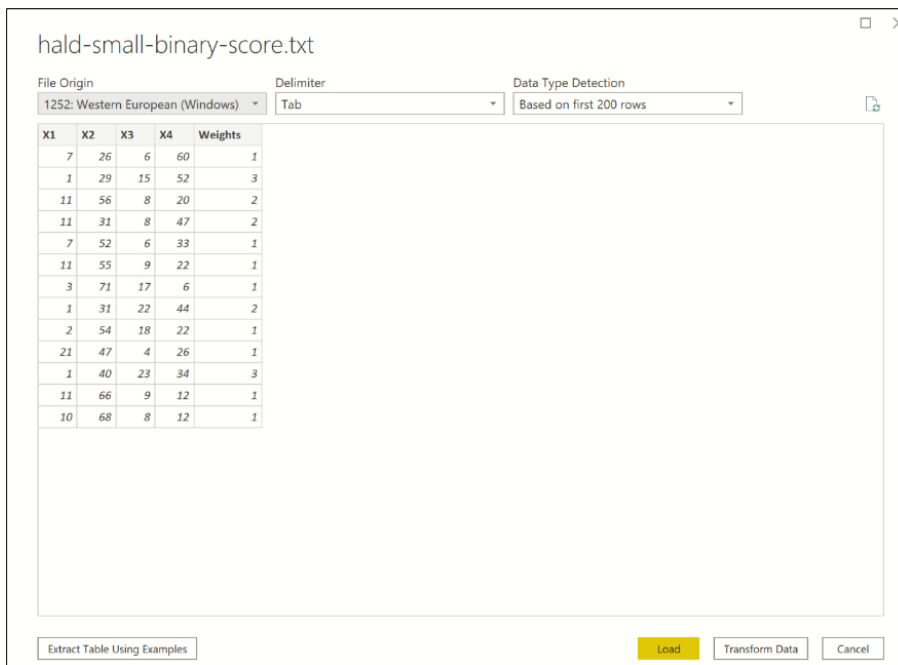 hald-small-binary-score.txt
File Origin Delimiter Data Type Detection
1252: Western European (Windows) Tab Based on first 200 rows
X1 X2 X3 X4 Weights
7 26 6 60 1
1 29 15 52 3
11 56 8 20 2
11 31 8 47 2
7 52 6 33 1
11 55 9 22 1
3 71 17 6 1
1 31 22 44 2
2 54 18 22 1
21 47 4 26 1
1 40 23 34 3
11 66 9 12 1
10 68 8 12 1
Extract Table Using Examples Load Transform Data Cancel